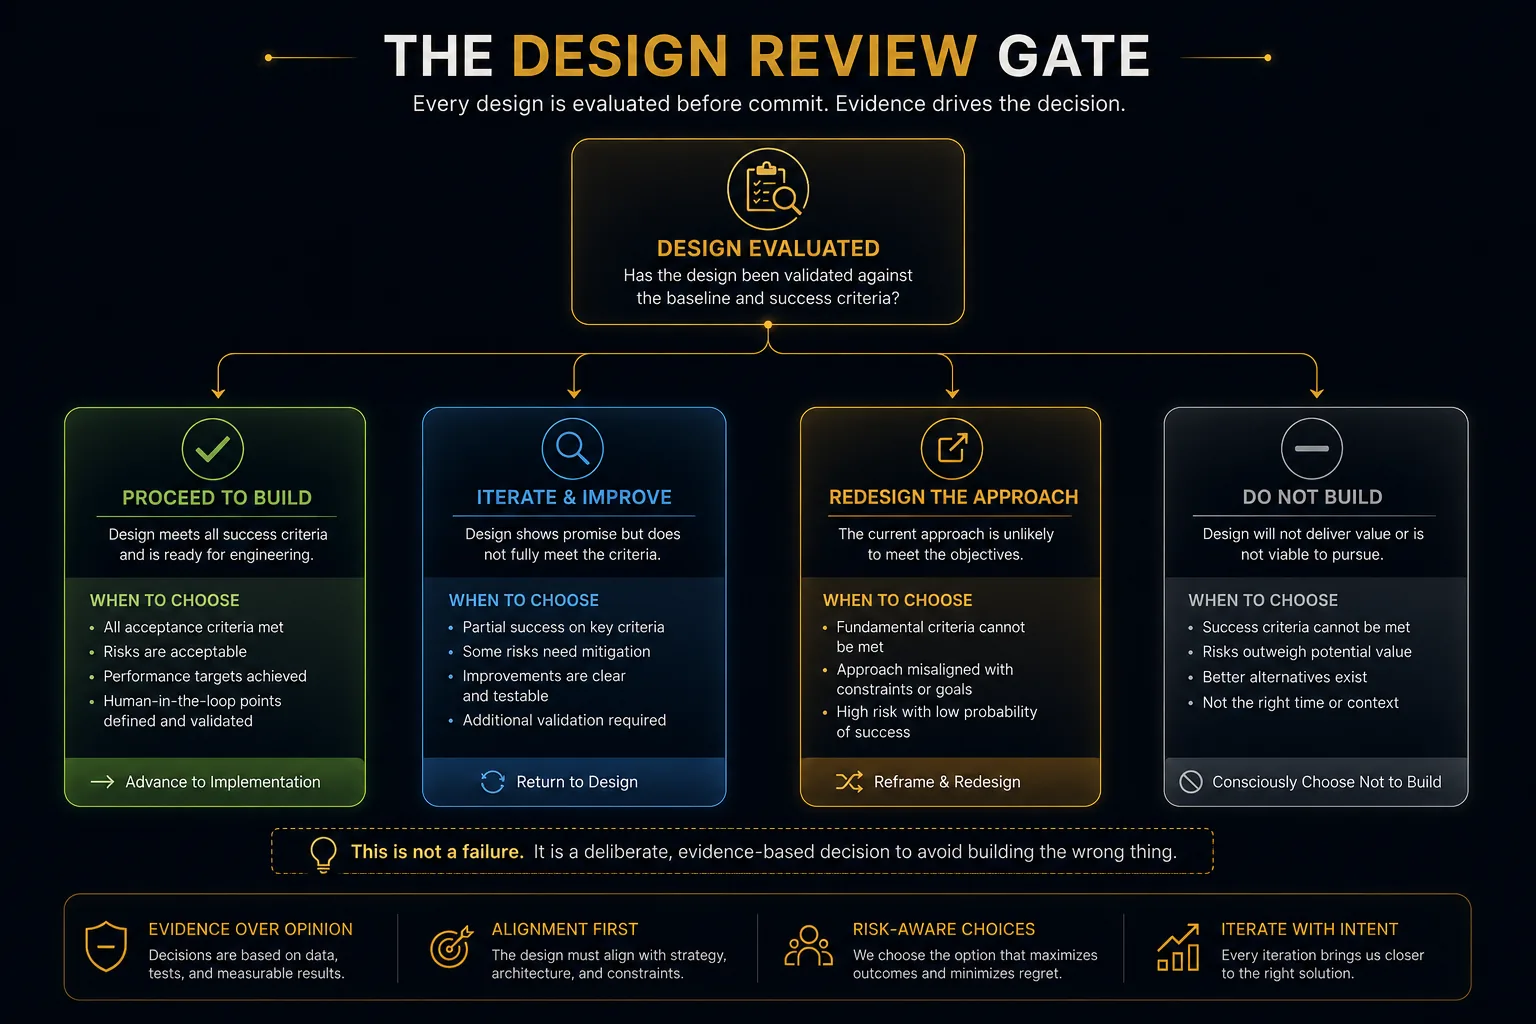 THE DESIGN REVIEW GATE
Every design is evaluated before commit. Evidence drives the decision.
DESIGN EVALUATED
Has the design been validated against
the baseline and success criteria?
PROCEED TO BUILD
Design meets all success criteria
and is ready for engineering.
WHEN TO CHOOSE
• All acceptance criteria met
• Risks are acceptable
• Performance targets achieved
• Human-in-the-loop points
defined and validated
Advance to Implementation
ITERATE & IMPROVE
Design shows promise but does
not fully meet the criteria.
WHEN TO CHOOSE
• Partial success on key criteria
• Some risks need mitigation
• Improvements are clear
and testable
• Additional validation required
Return to Design
REDESIGN THE APPROACH
The current approach is unlikely
to meet the objectives.
WHEN TO CHOOSE
• Fundamental criteria cannot
be met
• Approach misaligned with
constraints or goals
• High risk with low probability
of success
Reframe & Redesign
DO NOT BUILD
Design will not deliver value or is
not viable to pursue.
WHEN TO CHOOSE
• Success criteria cannot be met
• Risks outweigh potential value
• Better alternatives exist
• Not the right time or context
Consciously Choose Not to Build
This is not a failure. It is a deliberate, evidence-based decision to avoid building the wrong thing.
EVIDENCE OVER OPINION
Decisions are based on data,
tests, and measurable results.
ALIGNMENT FIRST
The design must align with strategy,
architecture, and constraints.
RISK-AWARE CHOICES
We choose the option that maximizes
outcomes and minimizes regret.
ITERATE WITH INTENT
Every iteration brings us closer
to the right solution.